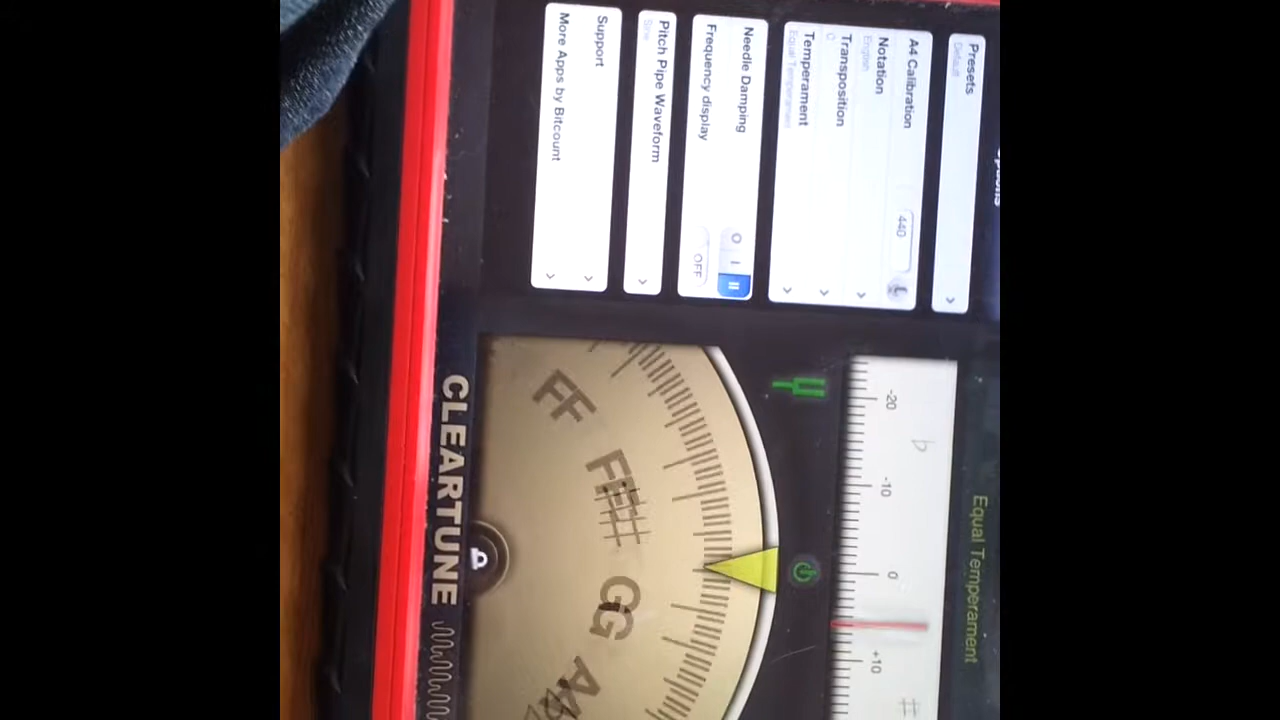 Presets
Default
A4 Calibration
440
Notation
English
Transposition
C
Temperament
Equal Temperament
Needle Damping
O I II
Frequency display
OFF
Pitch Pipe Waveform
Sine
Support
More Apps by Bitcount
Equal Temperament
♭ #
-20 -10 0 +10
F F# G
CLEARTUNE